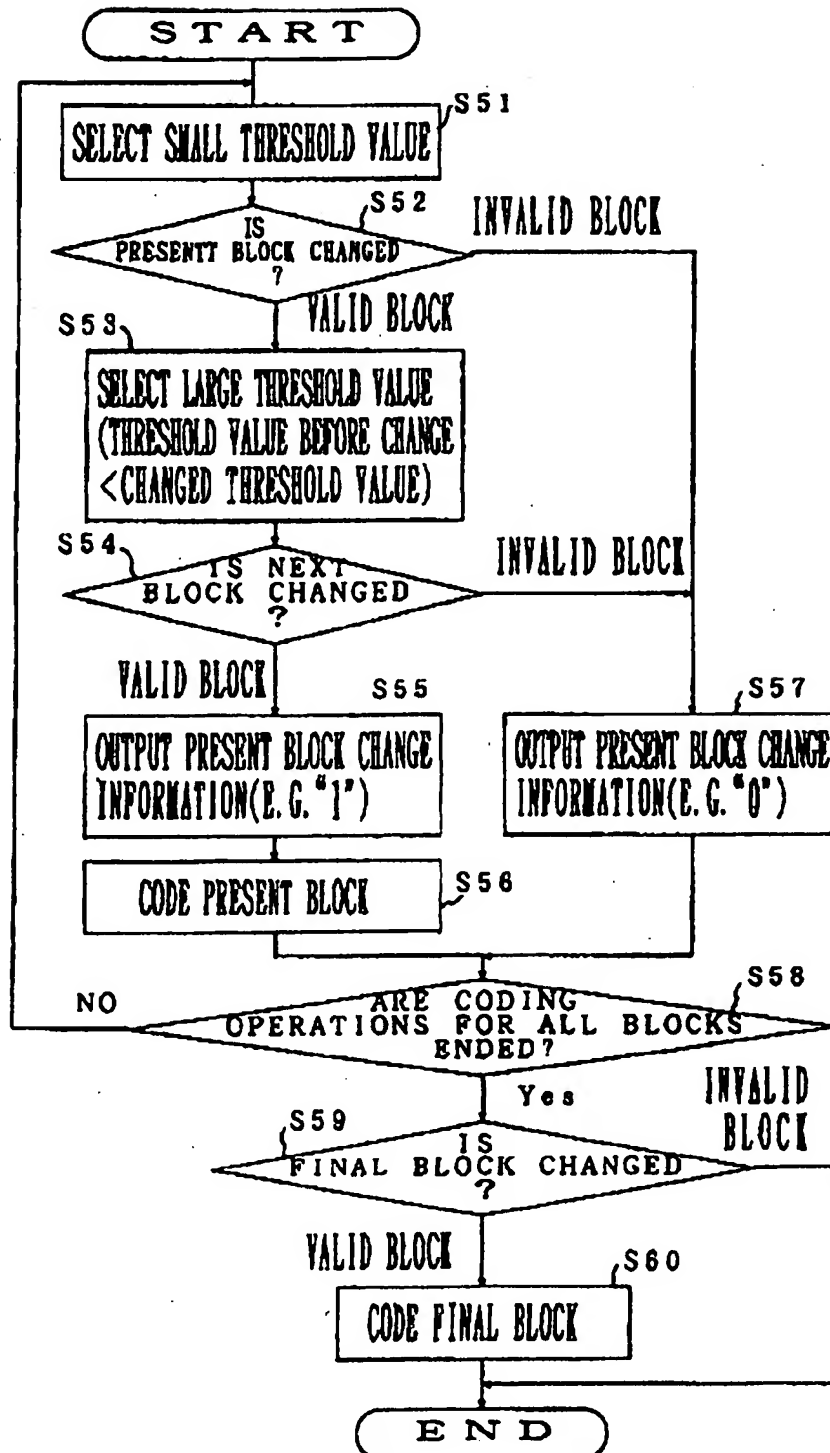 START
S51
SELECT SMALL THRESHOLD VALUE
S52
INVALID BLOCK
IS
PRESENTT BLOCK CHANGED
?
VALID BLOCK
S53
SELECT LARGE THRESHOLD VALUE
(THRESHOLD VALUE BEFORE CHANGE
<CHANGED THRESHOLD VALUE)
S54
INVALID BLOCK
IS NEXT
BLOCK CHANGED
?
VALID BLOCK
S55
S57
OUTPUT PRESENT BLOCK CHANGE
INFORMATION(E.G."1")
OUTPUT PRESENT BLOCK CHANGE
INFORMATION(E.G."0")
CODE PRESENT BLOCK
S56
NO
ARE CODING
OPERATIONS FOR ALL BLOCKS
ENDED?
S58
Yes
INVALID
BLOCK
S59
IS
FINAL BLOCK CHANGED
?
VALID BLOCK
S60
CODE FINAL BLOCK
END